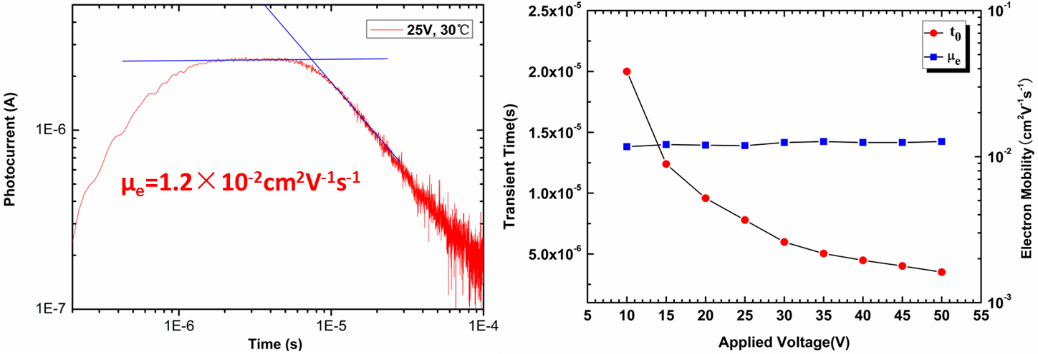 25V, 30℃
1E-6
1E-7
Photocurrent (A)
μe=1.2×10-2cm2V-1s-1
1E-6
1E-5
1E-4
Time (s)
2.5x10-5
2.0x10-5
1.5x10-5
1.0x10-5
5.0x10-6
Transient Time(s)
t0
μe
10-1
10-2
10-3
Electron Mobility (cm2V-1s-1)
5 10 15 20 25 30 35 40 45 50 55
Applied Voltage(V)